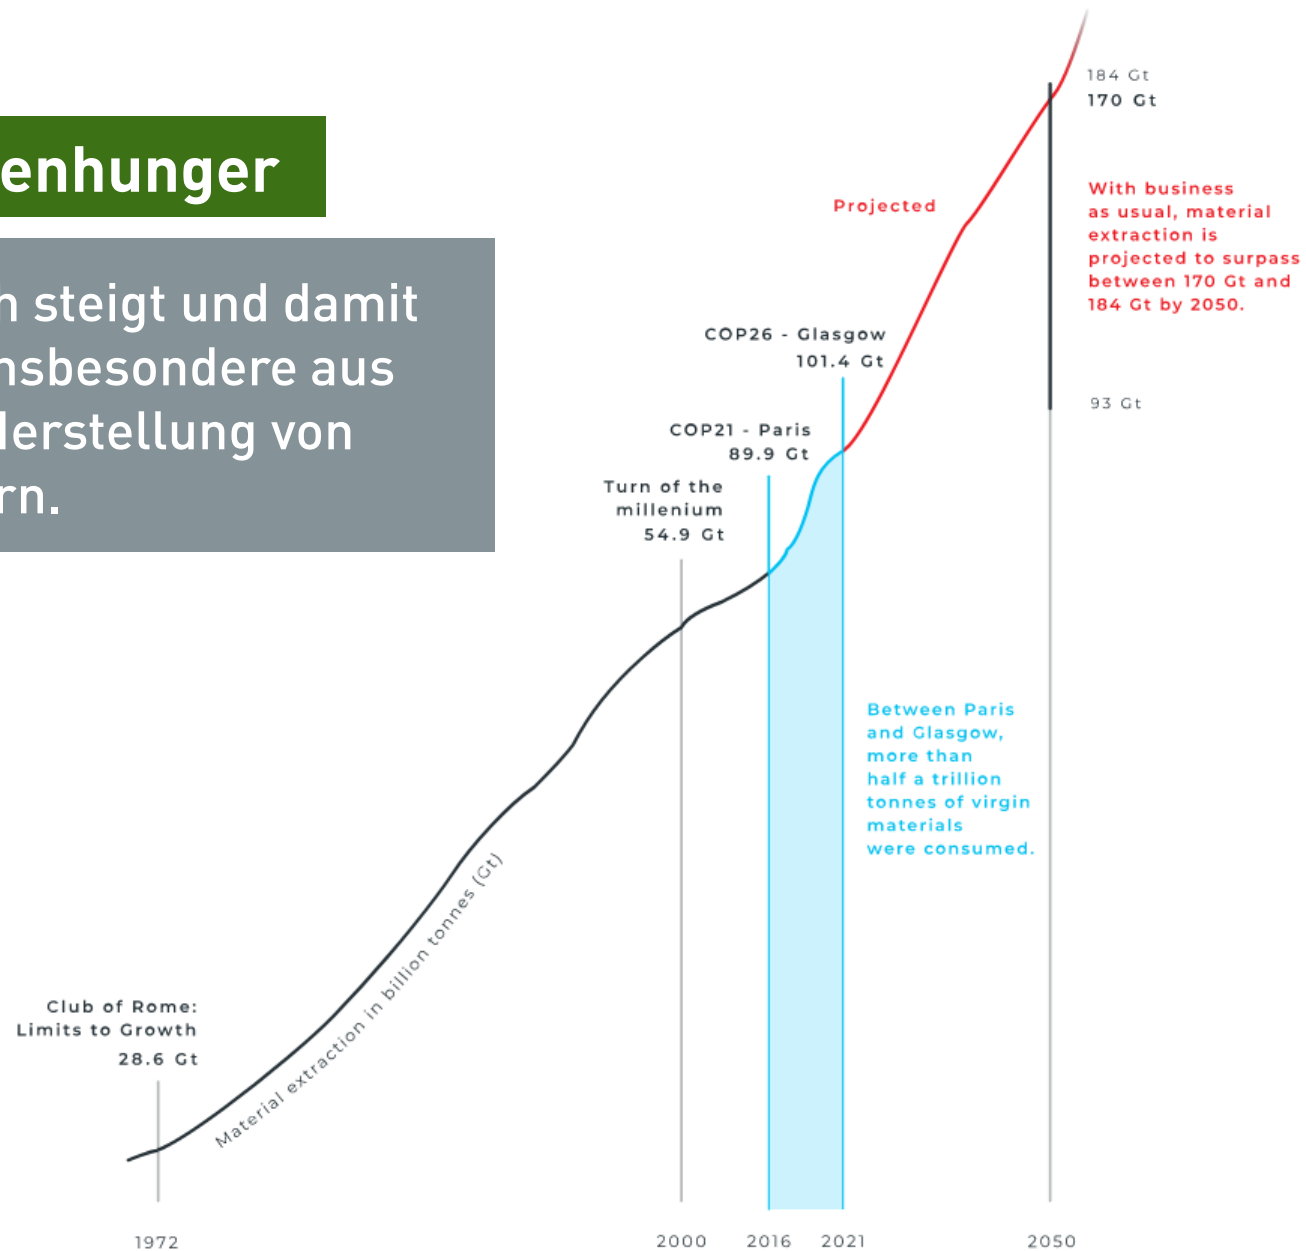 enhunger
h steigt und damit
nsbesondere aus
erstellung von
rn.
184 Gt
170 Gt
With business
as usual, material
extraction is
projected to surpass
between 170 Gt and
184 Gt by 2050.
Projected
COP26 - Glasgow
101.4 Gt
93 Gt
COP21 - Paris
89.9 Gt
Turn of the
millenium
54.9 Gt
Between Paris
and Glasgow,
more than
half a trillion
tonnes of virgin
materials
were consumed.
Material extraction in billion tonnes (Gt)
Club of Rome:
Limits to Growth
28.6 Gt
1972
2000
2016
2021
2050